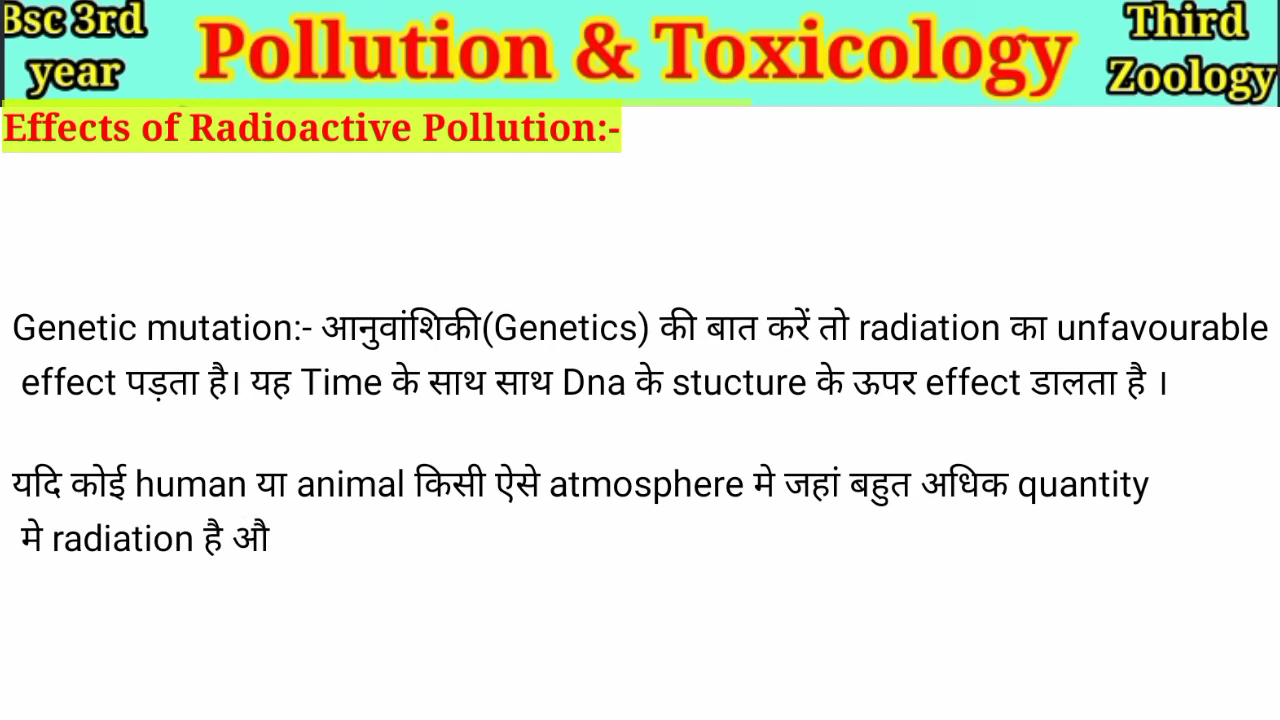 Bsc 3rd
year
Pollution & Toxicology
Third
Zoology
Effects of Radioactive Pollution:-
Genetic mutation:- आनुवांशिकी(Genetics) की बात करें तो radiation का unfavourable
effect पड़ता है। यह Time के साथ साथ Dna के stucture के ऊपर effect डालता है ।
यदि कोई human या animal किसी ऐसे atmosphere मे जहां बहुत अधिक quantity
मे radiation है औ